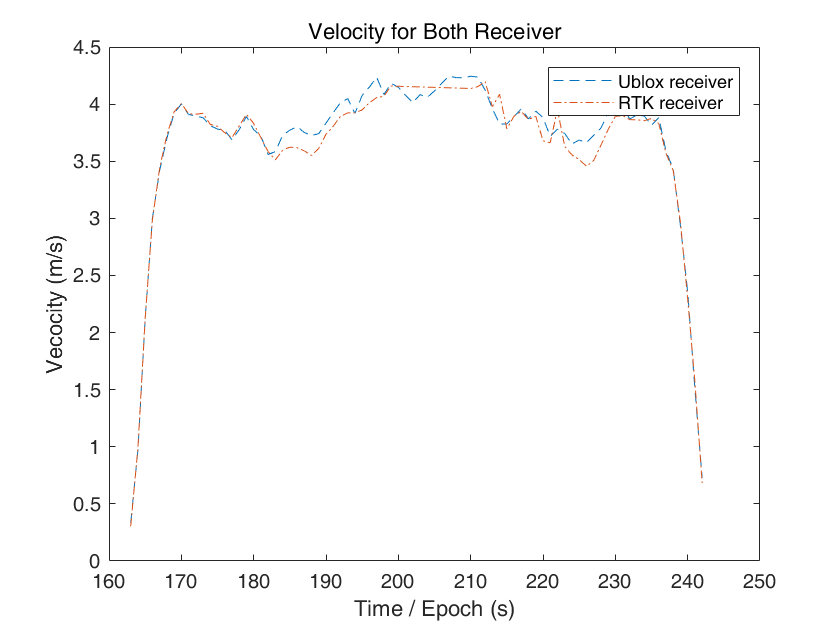 Velocity for Both Receiver
4.5
4
3.5
3
2.5
2
1.5
1
0.5
0
Vecocity (m/s)
Ublox receiver
RTK receiver
160 170 180 190 200 210 220 230 240 250
Time / Epoch (s)